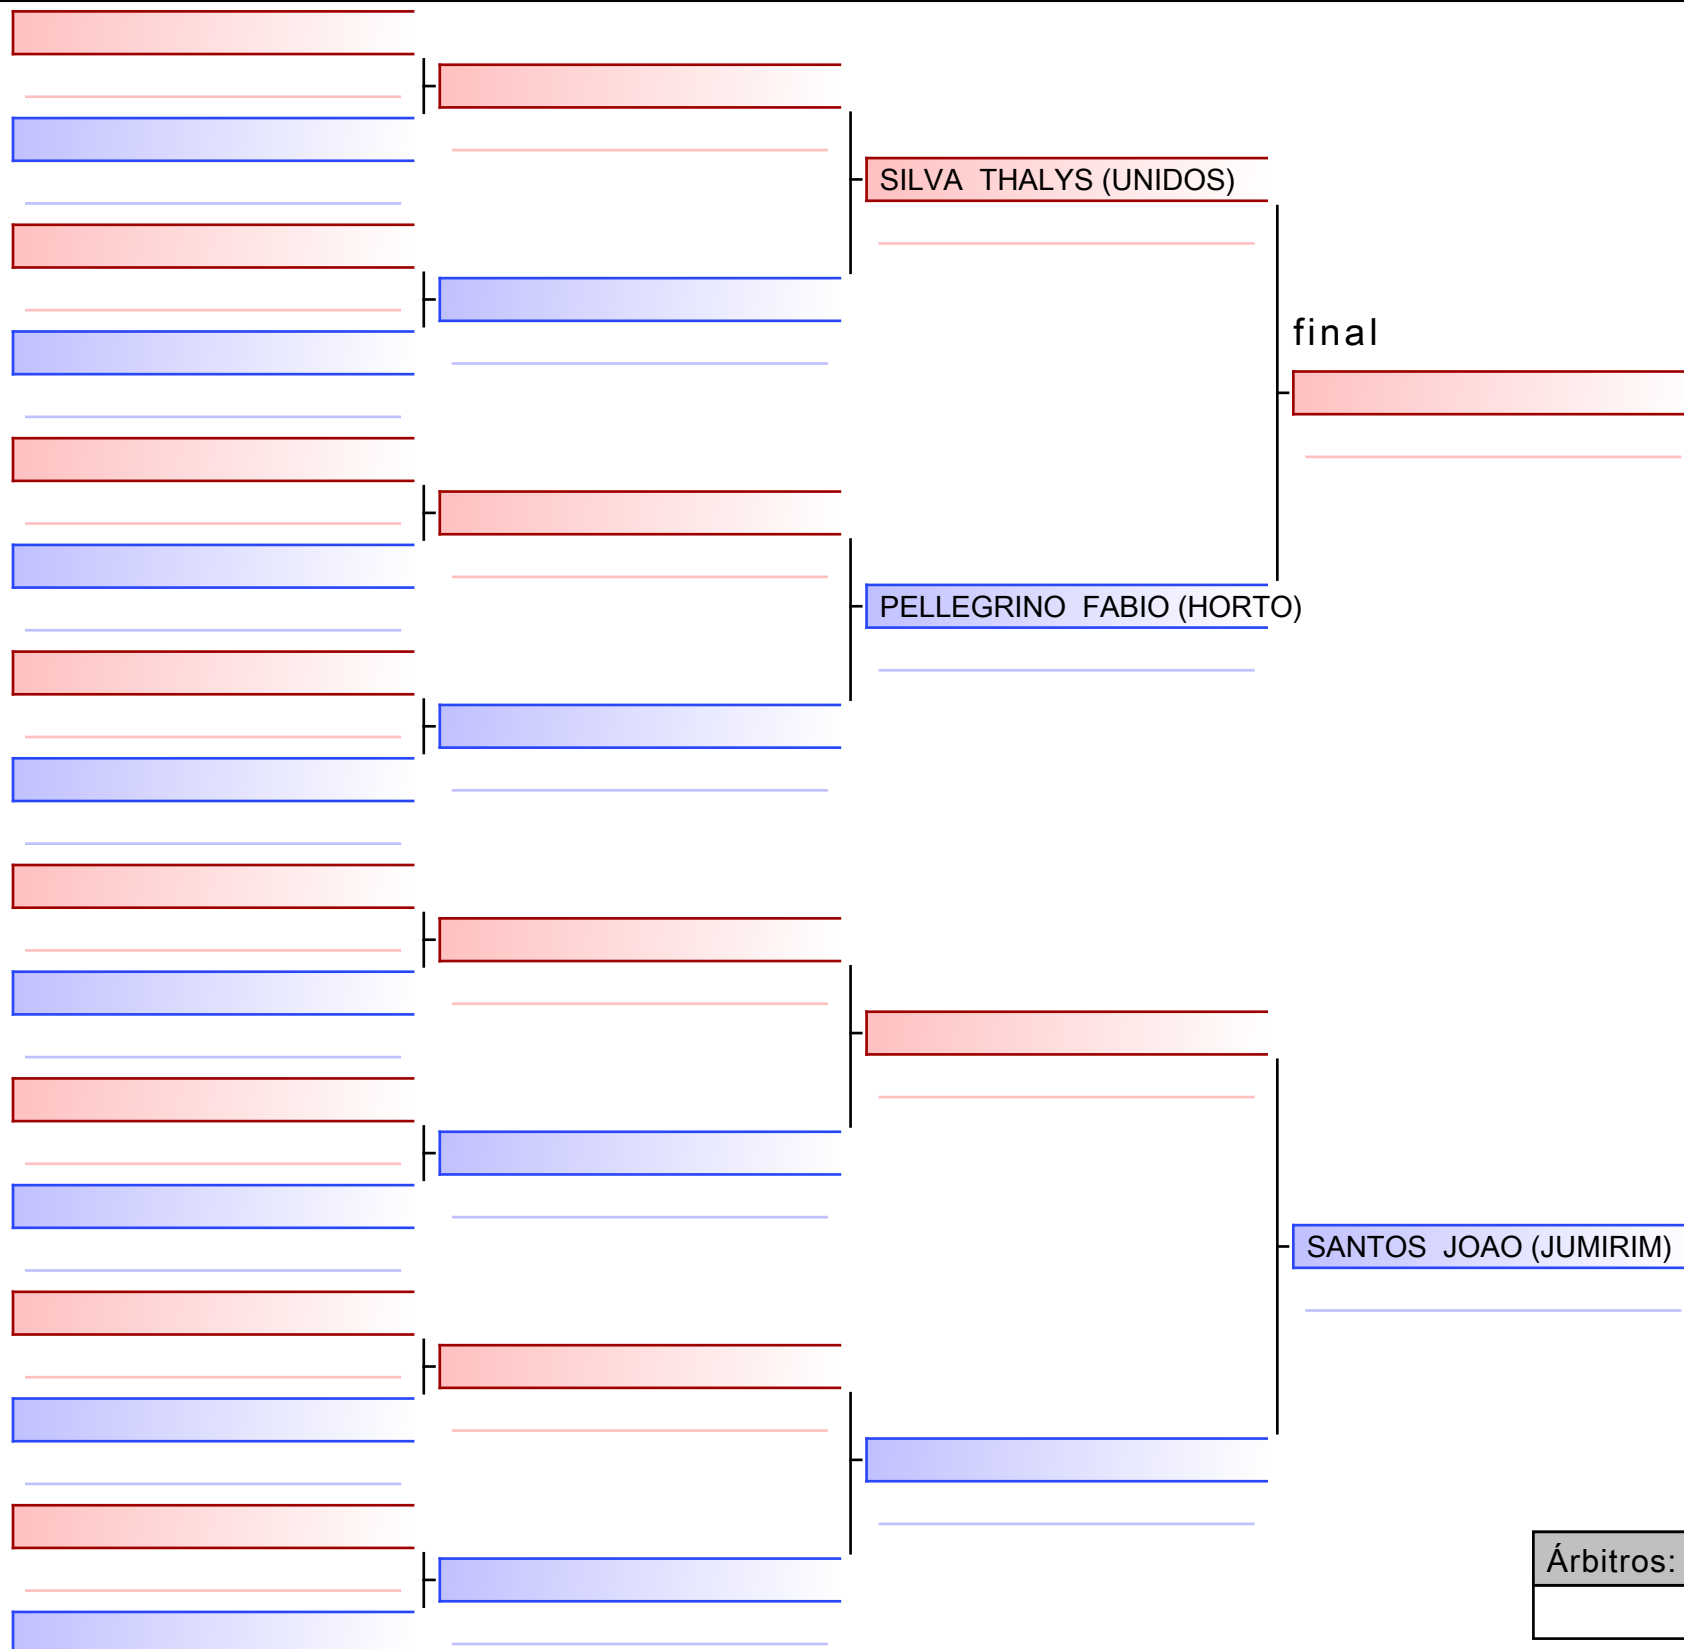 SILVA  THALYS (UNIDOS)
final
PELLEGRINO  FABIO (HORTO)
SANTOS  JOAO (JUMIRIM)
Árbitros: